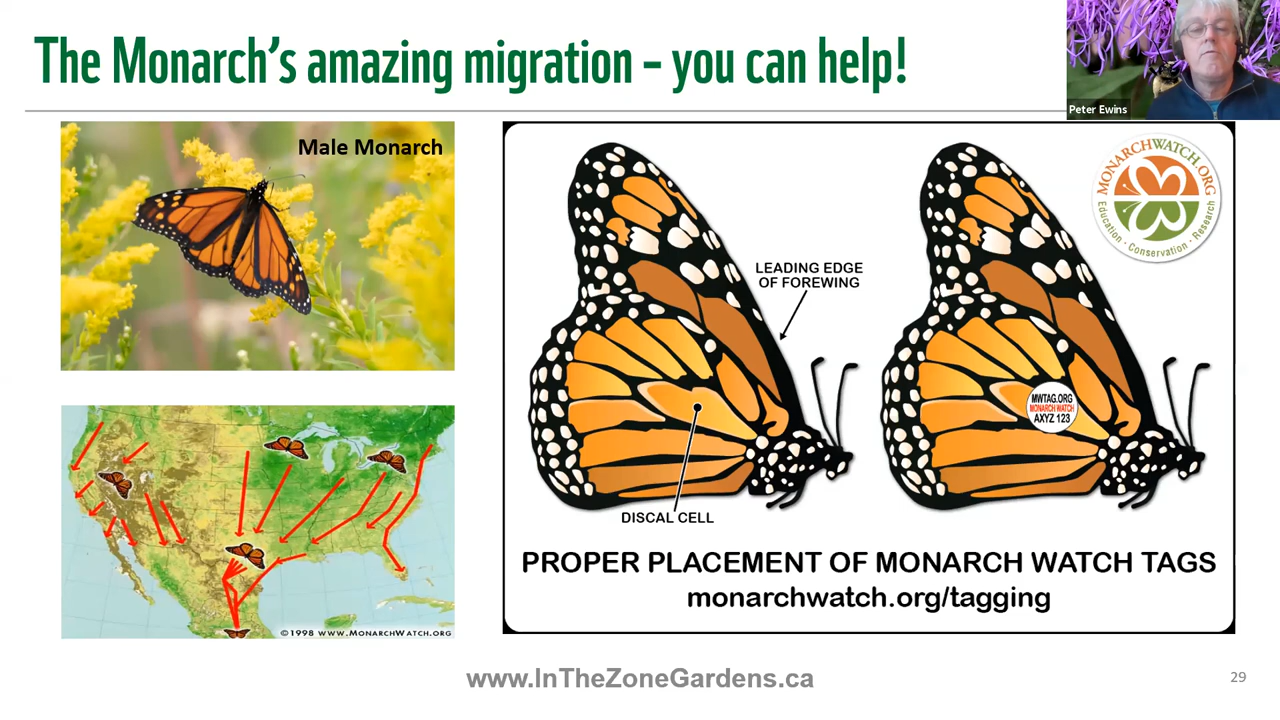 The Monarch's amazing migration – you can help!
Peter Ewins
Male Monarch
©1998 WWW.MONARCHWATCH.ORG
LEADING EDGE
OF FOREWING
DISCAL CELL
MONARCHWATCH.ORG
Education · Conservation · Research
MWTAG.ORG
MONARCH WATCH
AXYZ 123
PROPER PLACEMENT OF MONARCH WATCH TAGS
monarchwatch.org/tagging
www.InTheZoneGardens.ca
29